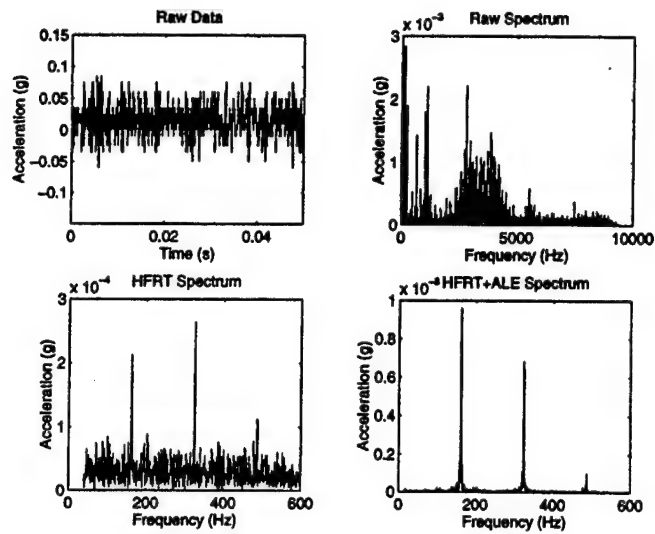 Raw Data
0.15
0.1
0.05
0
−0.05
−0.1
0 0.02 0.04
Time (s)
Acceleration (g)
Raw Spectrum
x 10⁻³
3
2
1
0
0 5000 10000
Frequency (Hz)
Acceleration (g)
HFRT Spectrum
x 10⁻⁴
3
2
1
0
0 200 400 600
Frequency (Hz)
Acceleration (g)
HFRT+ALE Spectrum
x 10
1
0.8
0.6
0.4
0.2
0
0 200 400 600
Frequency (Hz)
Acceleration (g)